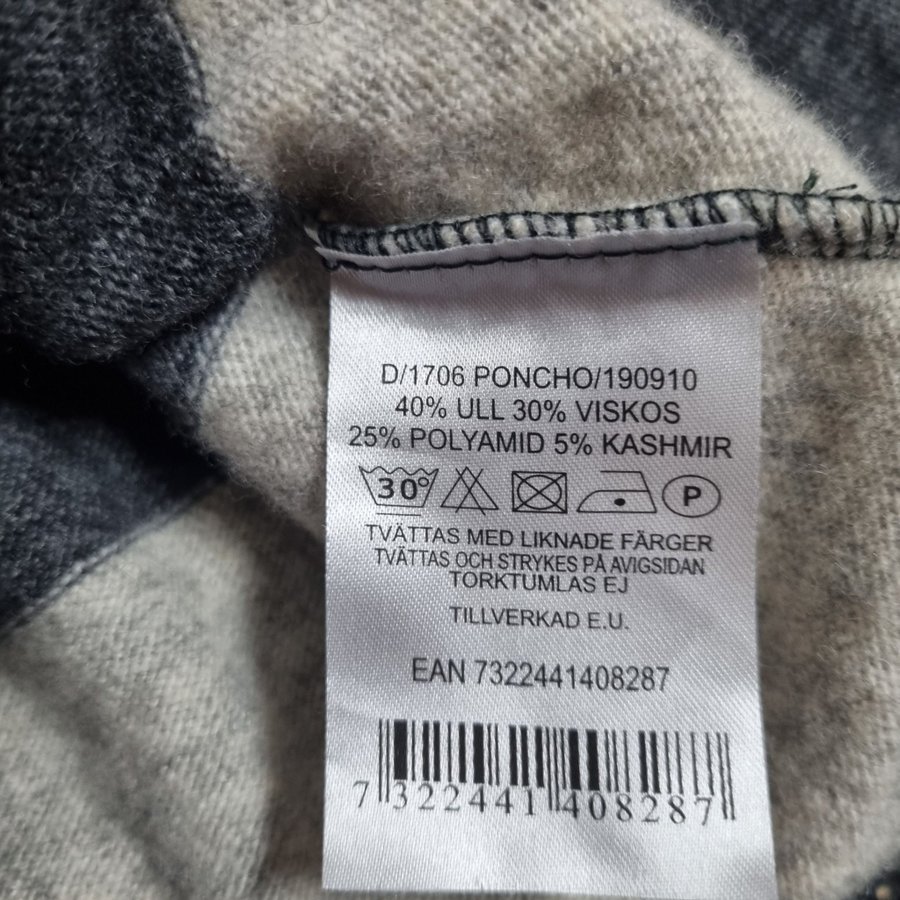 D/1706 PONCHO/190910
40% ULL 30% VISKOS
25% POLYAMID 5% KASHMIR
30° P
TVÄTTAS MED LIKNADE FÄRGER
TVÄTTAS OCH STRYKES PÅ AVIGSIDAN
TORKTUMLAS EJ
TILLVERKAD E.U.
EAN 7322441408287
7 322441 408287